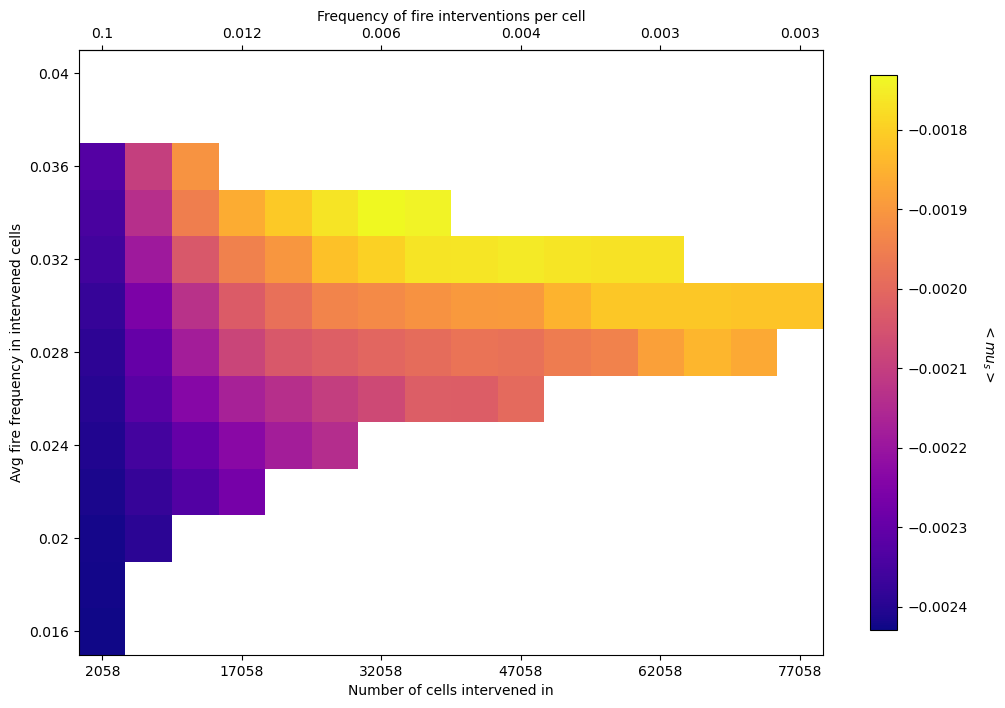 Frequency of fire interventions per cell
0.1 0.012 0.006 0.004 0.003 0.003
Avg fire frequency in intervened cells
0.04
0.036
0.032
0.028
0.024
0.02
0.016
2058 17058 32058 47058 62058 77058
Number of cells intervened in
−0.0018
−0.0019
−0.0020
−0.0021
−0.0022
−0.0023
−0.0024
< mu_s >